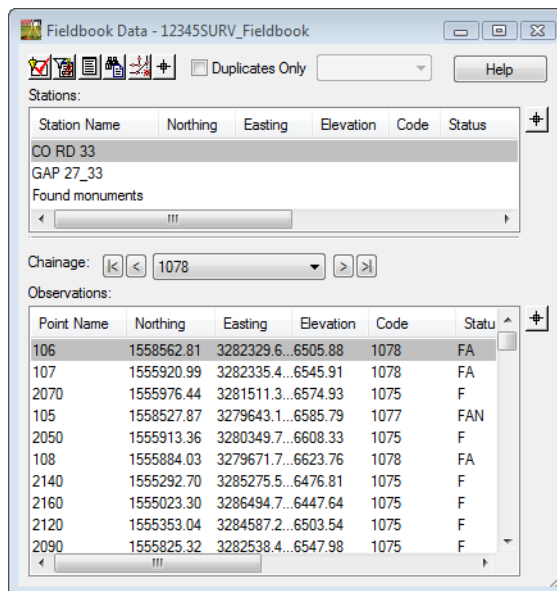 Fieldbook Data - 12345SURV_Fieldbook
Duplicates Only Help
Stations:
Station Name Northing Easting Elevation Code Status
CO RD 33
GAP 27_33
Found monuments
Chainage: |< < 1078 > >|
Observations:
Point Name Northing Easting Elevation Code Statu
106 1558562.81 3282329.6...6505.88 1078 FA
107 1555920.99 3282335.4...6545.91 1078 FA
2070 1555976.44 3281511.3...6574.93 1075 F
105 1558527.87 3279643.1...6585.79 1077 FAN
2050 1555913.36 3280349.7...6608.33 1075 F
108 1555884.03 3279671.7...6623.76 1078 FA
2140 1555292.70 3285275.5...6476.81 1075 F
2160 1555023.30 3286494.7...6447.64 1075 F
2120 1555353.04 3284587.2...6503.54 1075 F
2090 1555825.32 3282538.4...6547.98 1075 F